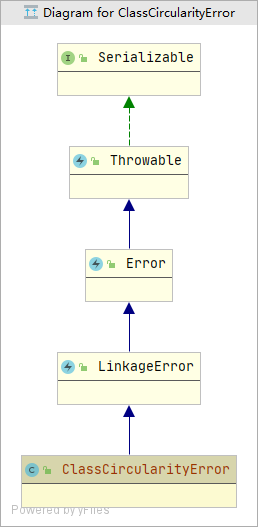 Diagram for ClassCircularityError
I Serializable
Throwable
Error
LinkageError
C ClassCircularityError
Powered by yFiles